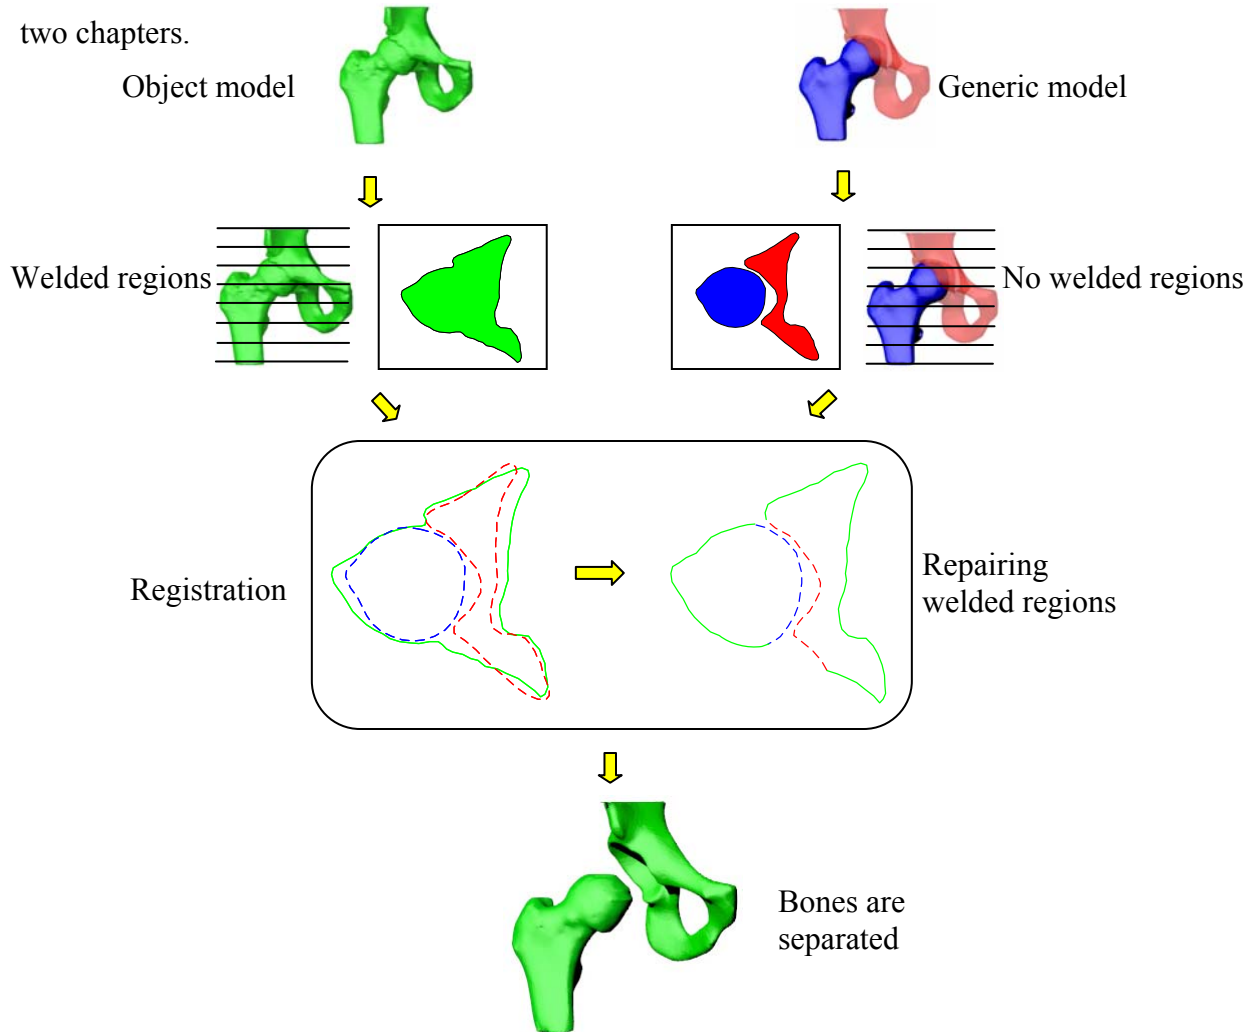 two chapters.
Object model
Generic model
Welded regions
No welded regions
Registration
Repairing
welded regions
Bones are
separated